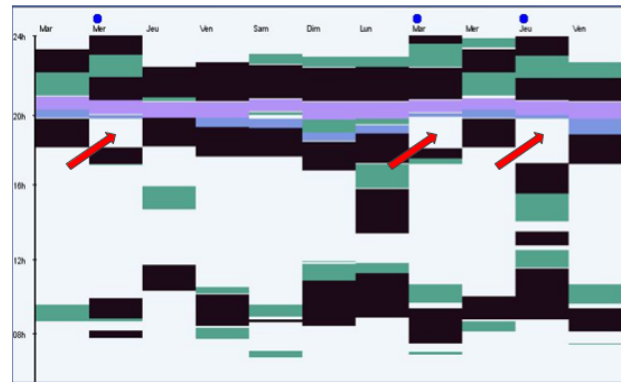 24h
Mar Mer Jeu Ven Sam Dim Lun Mar Mer Jeu Ven
20h
16h
12h
08h